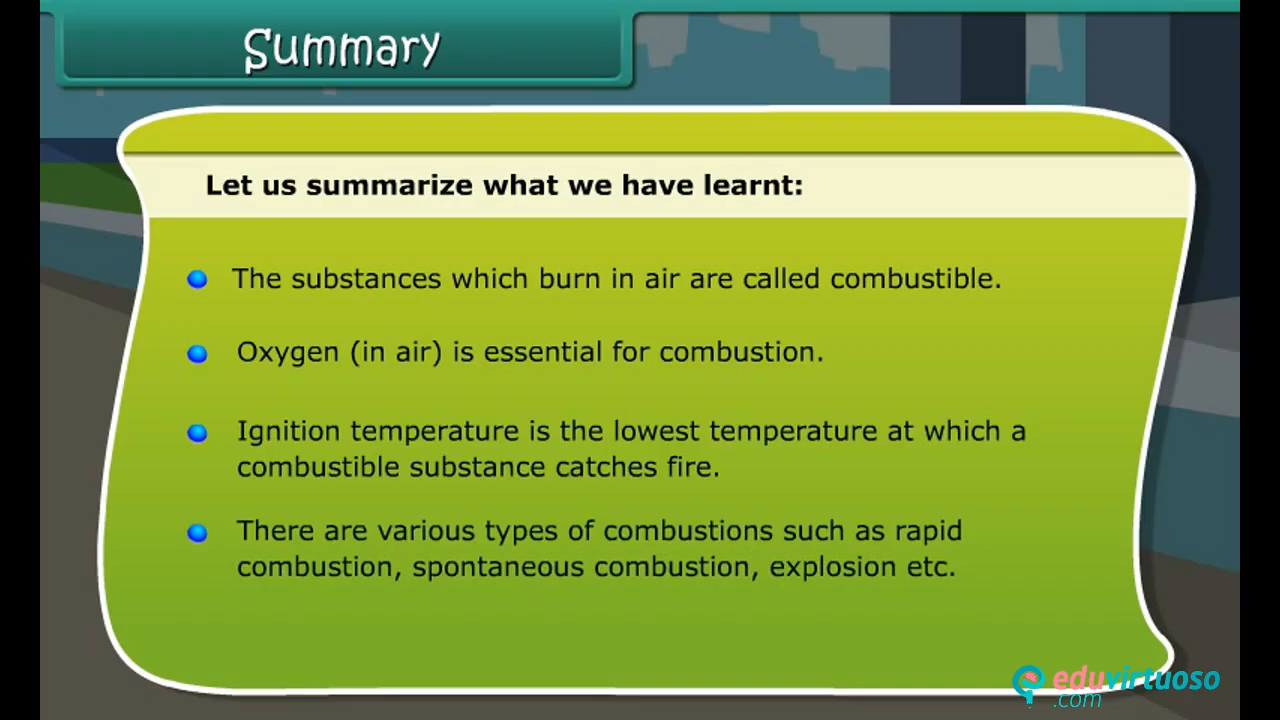 Summary
Let us summarize what we have learnt:
The substances which burn in air are called combustible.
Oxygen (in air) is essential for combustion.
Ignition temperature is the lowest temperature at which a
combustible substance catches fire.
There are various types of combustions such as rapid
combustion, spontaneous combustion, explosion etc.
eduvirtuoso
.com